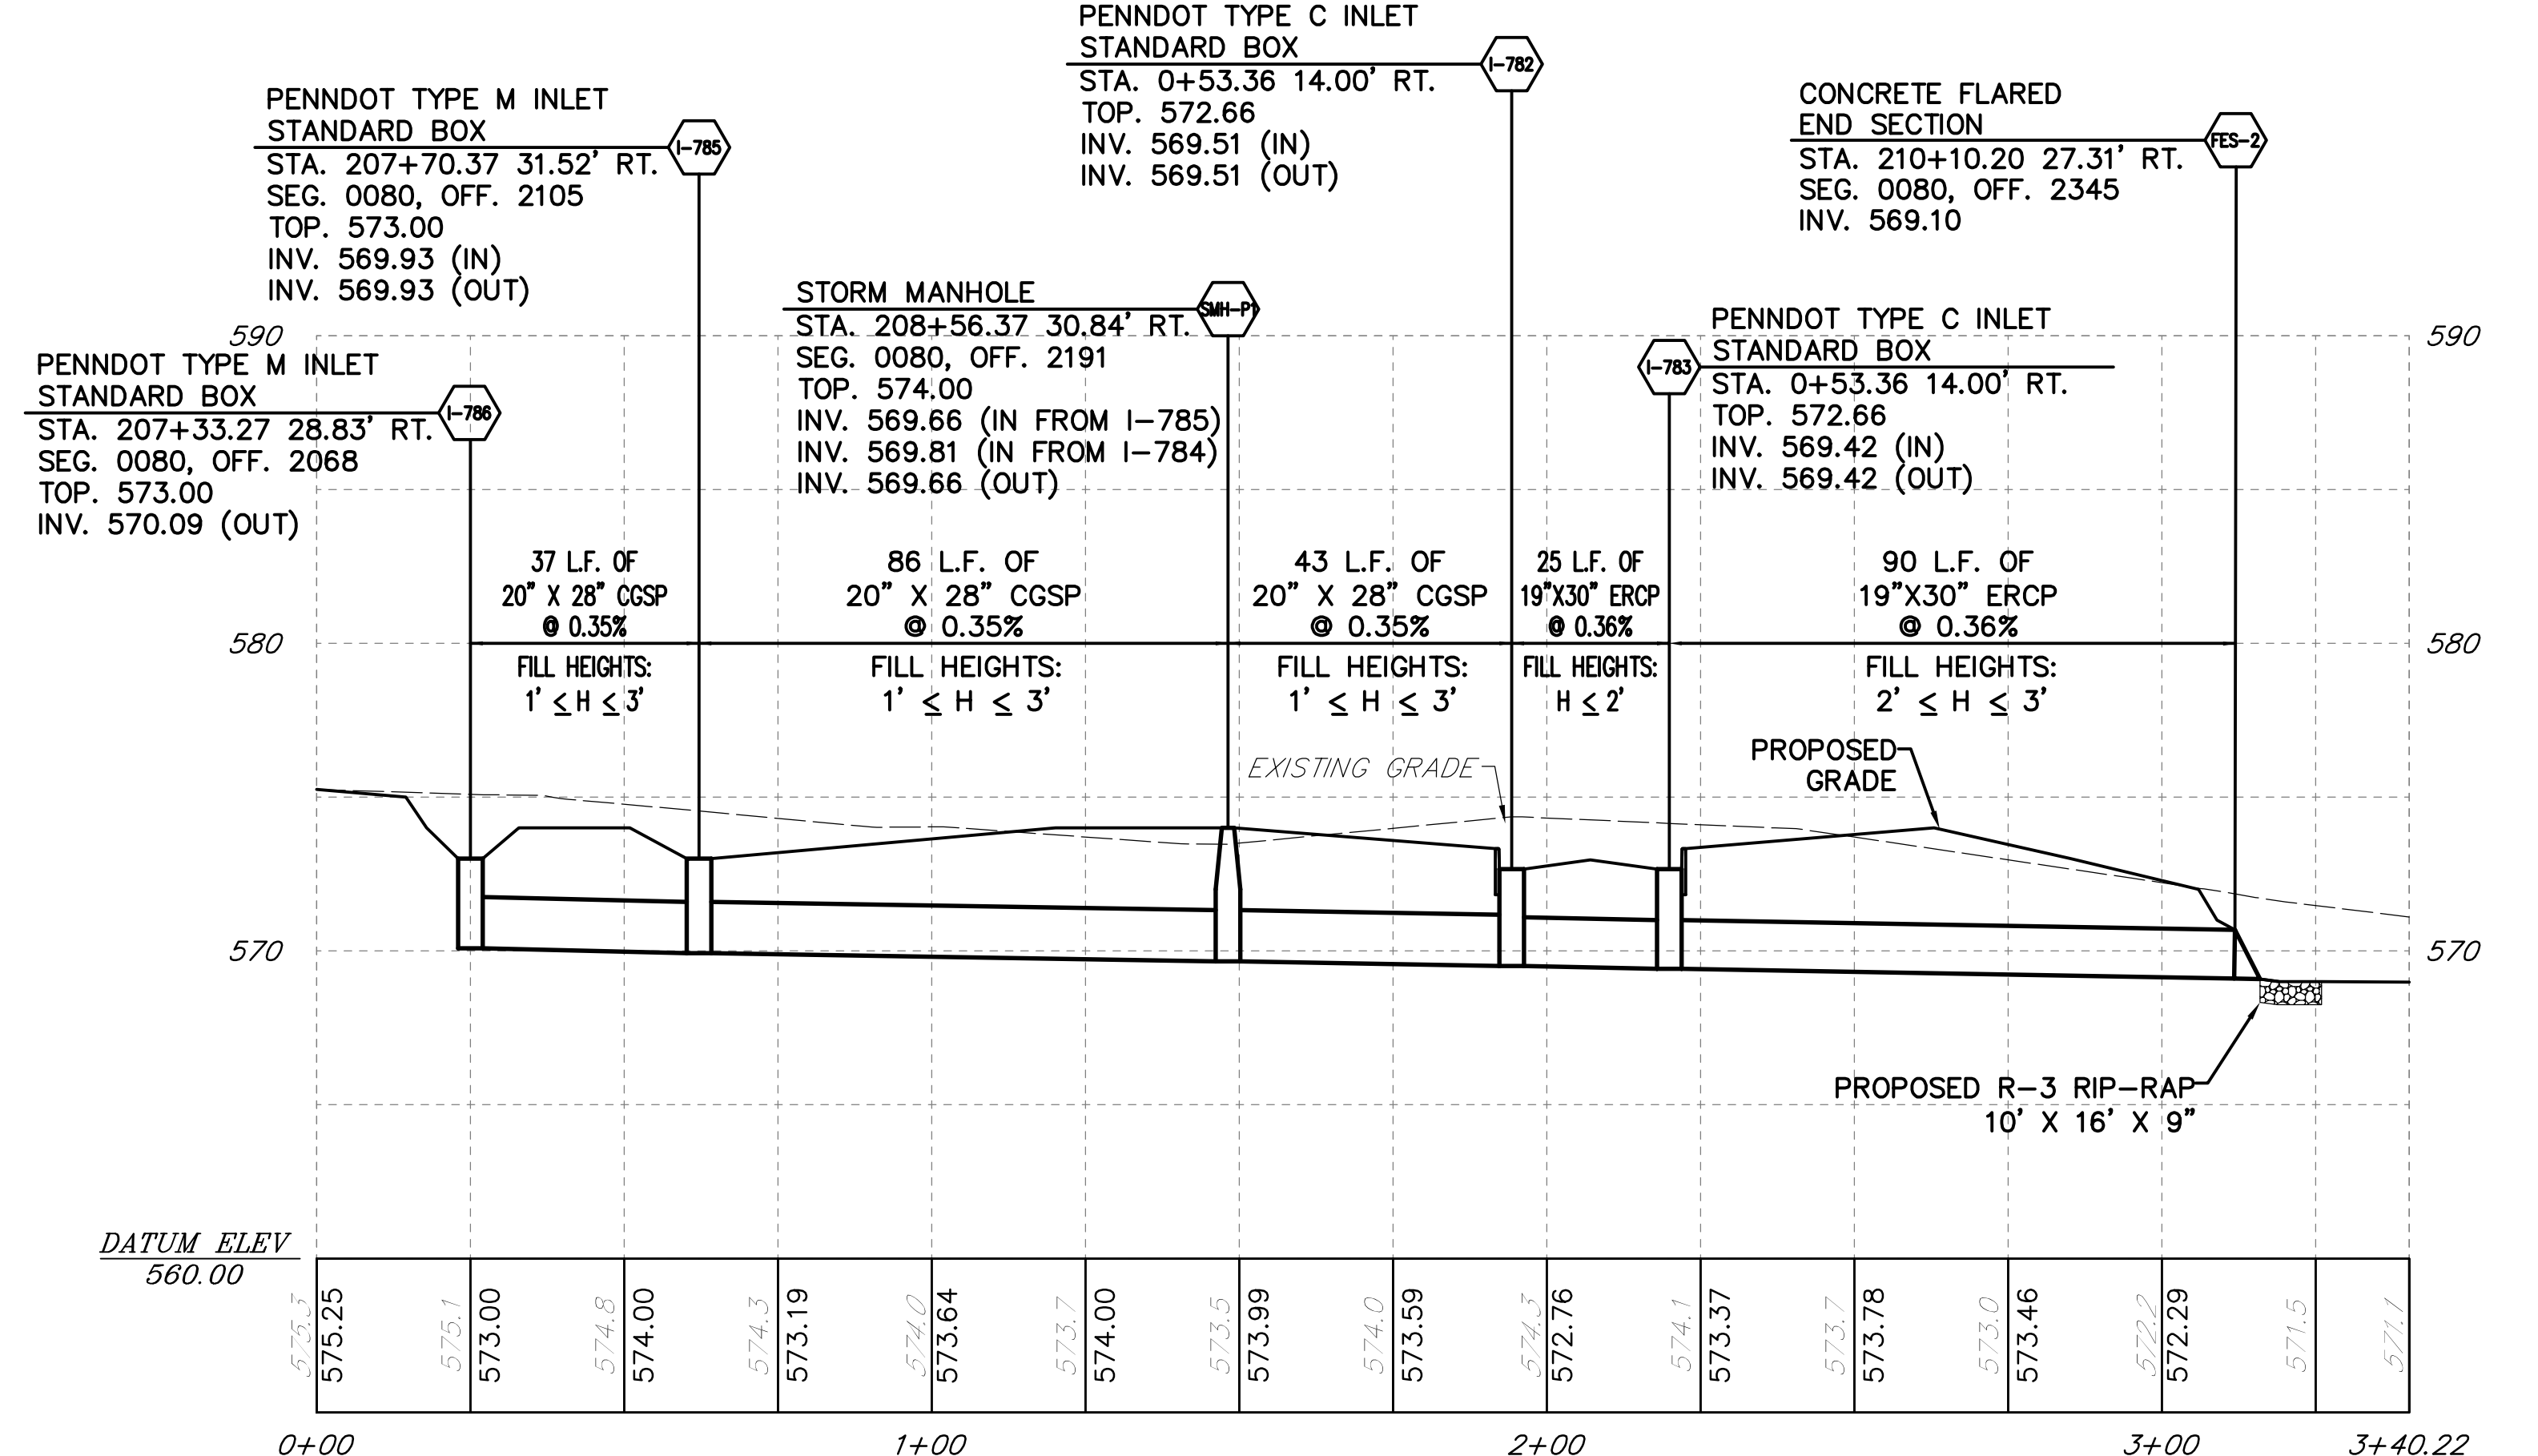 PENNDOT TYPE C INLET
STANDARD BOX
I-782
STA. 0+53.36 14.00' RT.
TOP. 572.66
INV. 569.51 (IN)
INV. 569.51 (OUT)
PENNDOT TYPE M INLET
STANDARD BOX
I-785
STA. 207+70.37 31.52' RT.
SEG. 0080, OFF. 2105
TOP. 573.00
INV. 569.93 (IN)
INV. 569.93 (OUT)
CONCRETE FLARED
END SECTION
FES-2
STA. 210+10.20 27.31' RT.
SEG. 0080, OFF. 2345
INV. 569.10
STORM MANHOLE
SMH-P1
STA. 208+56.37 30.84' RT.
SEG. 0080, OFF. 2191
TOP. 574.00
INV. 569.66 (IN FROM I-785)
INV. 569.81 (IN FROM I-784)
INV. 569.66 (OUT)
PENNDOT TYPE C INLET
STANDARD BOX
I-783
STA. 0+53.36 14.00' RT.
TOP. 572.66
INV. 569.42 (IN)
INV. 569.42 (OUT)
590
590
PENNDOT TYPE M INLET
STANDARD BOX
I-786
STA. 207+33.27 28.83' RT.
SEG. 0080, OFF. 2068
TOP. 573.00
INV. 570.09 (OUT)
37 L.F. OF
20" X 28" CGSP
@ 0.35%
FILL HEIGHTS:
1' ≤ H ≤ 3'
86 L.F. OF
20" X 28" CGSP
@ 0.35%
FILL HEIGHTS:
1' ≤ H ≤ 3'
43 L.F. OF
20" X 28" CGSP
@ 0.35%
FILL HEIGHTS:
1' ≤ H ≤ 3'
25 L.F. OF
19"X30" ERCP
@ 0.36%
FILL HEIGHTS:
H ≤ 2'
90 L.F. OF
19"X30" ERCP
@ 0.36%
FILL HEIGHTS:
2' ≤ H ≤ 3'
580
580
EXISTING GRADE
PROPOSED
GRADE
570
570
PROPOSED R-3 RIP-RAP
10' X 16' X 9"
DATUM ELEV
560.00
575.3
575.25
575.1
573.00
574.8
574.00
574.3
573.19
574.0
573.64
573.7
574.00
573.5
573.99
574.0
573.59
574.3
572.76
574.1
573.37
573.7
573.78
573.0
573.46
572.2
572.29
571.5
571.1
0+00
1+00
2+00
3+00
3+40.22